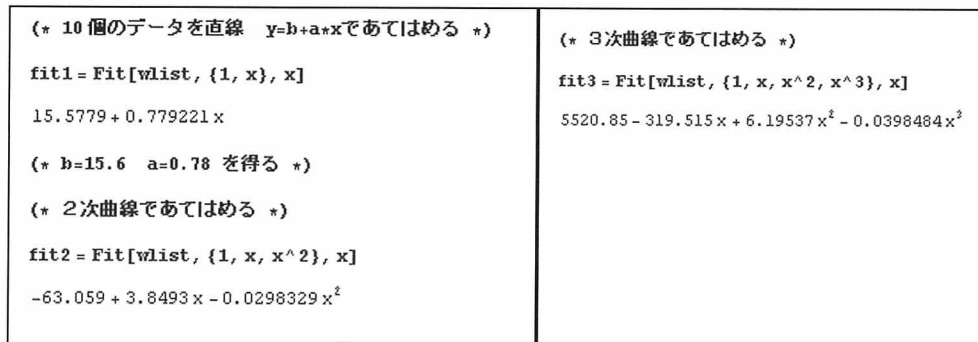 (* 10個のデータを直線 y=b+a*xであてはめる *)
fit1 = Fit[wlist, {1, x}, x]
15.5779 + 0.779221 x
(* b=15.6 a=0.78 を得る *)
(* 2次曲線であてはめる *)
fit2 = Fit[wlist, {1, x, x^2}, x]
-63.059 + 3.8493 x - 0.0298329 x²
(* 3次曲線であてはめる *)
fit3 = Fit[wlist, {1, x, x^2, x^3}, x]
5520.85 - 319.515 x + 6.19537 x² - 0.0398484 x³